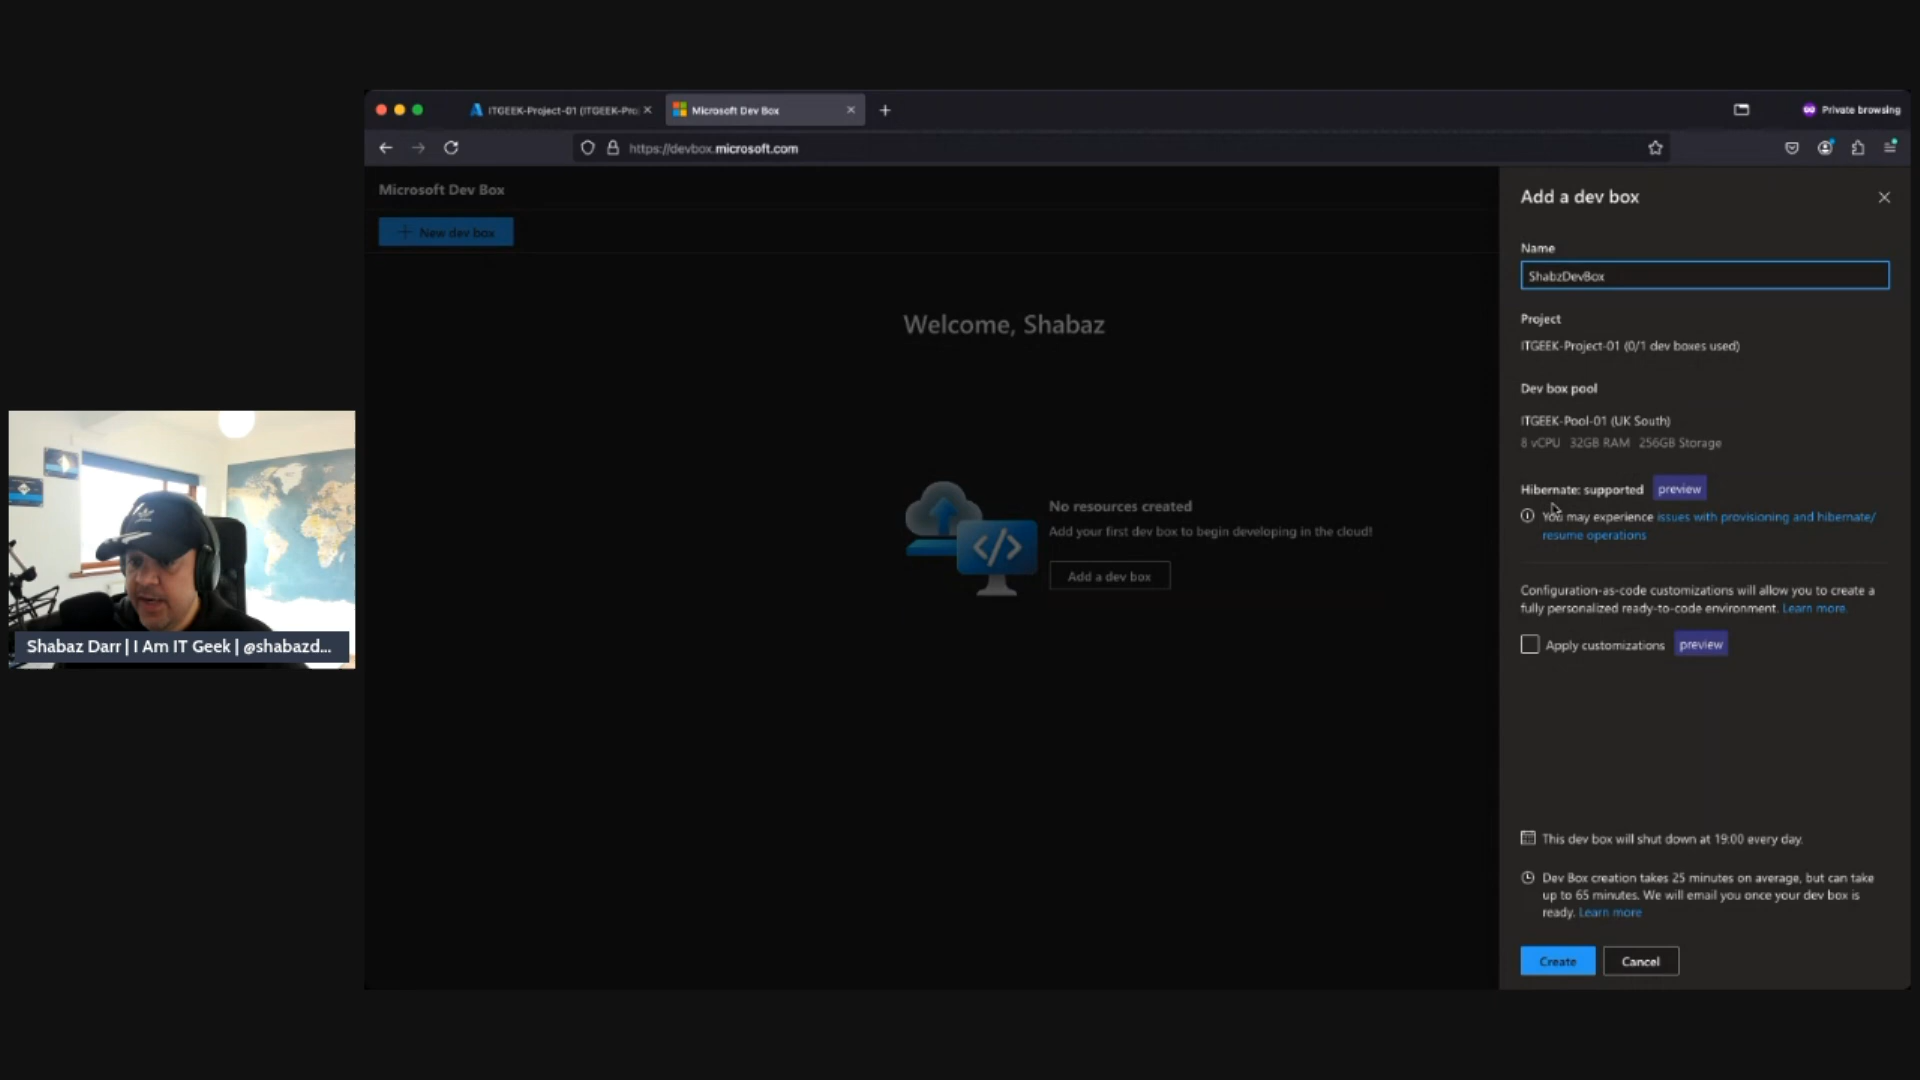 ITGEEK-Project-01 (ITGEEK-Pro
Microsoft Dev Box
Private browsing
https://devbox.microsoft.com
Microsoft Dev Box
New dev box
Welcome, Shabaz
No resources created
Add your first dev box to begin developing in the cloud!
Add a dev box
Add a dev box
Name
ShabzDevBox
Project
ITGEEK-Project-01 (0/1 dev boxes used)
Dev box pool
ITGEEK-Pool-01 (UK South)
8 vCPU 32GB RAM 256GB Storage
Hibernate: supported preview
You may experience issues with provisioning and hibernate/
resume operations
Configuration-as-code customizations will allow you to create a
fully personalized ready-to-code environment. Learn more.
Apply customizations preview
This dev box will shut down at 19:00 every day.
Dev Box creation takes 25 minutes on average, but can take
up to 65 minutes. We will email you once your dev box is
ready. Learn more
Create Cancel
Shabaz Darr | I Am IT Geek | @shabazd...